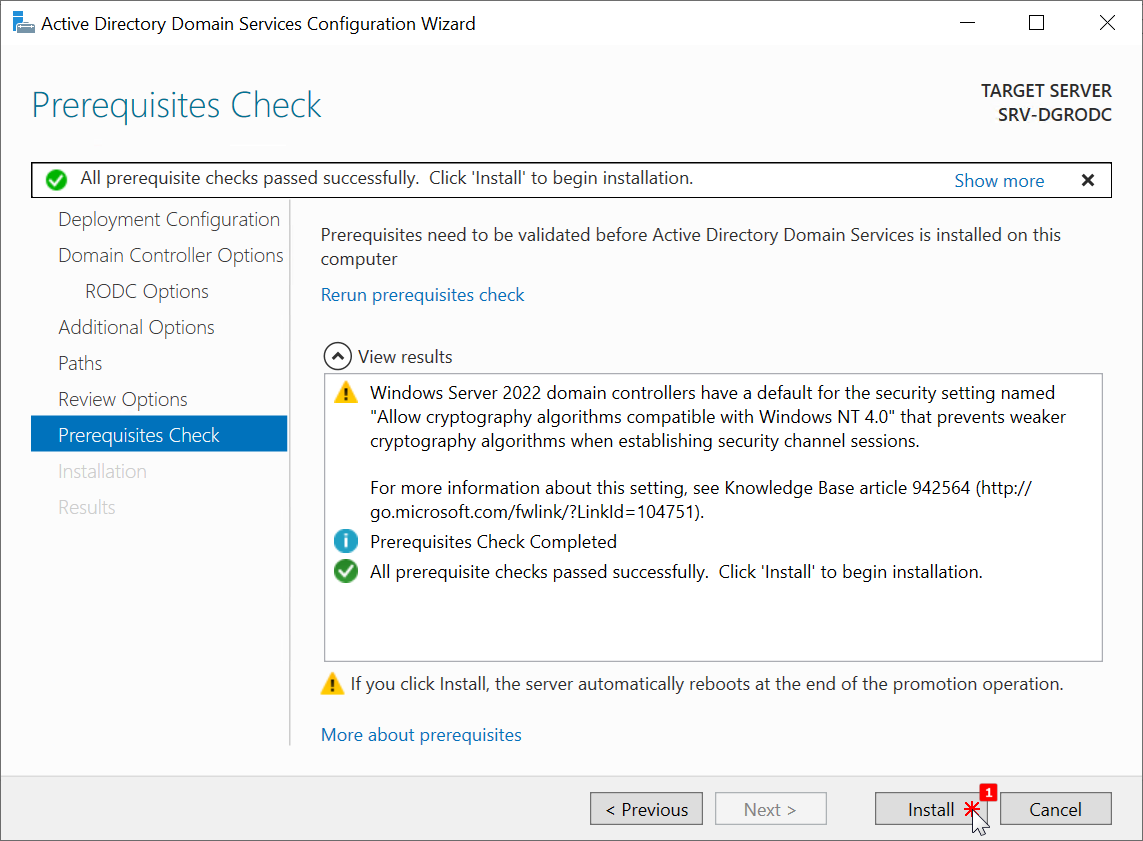 Active Directory Domain Services Configuration Wizard
Prerequisites Check
TARGET SERVER
SRV-DGRODC
All prerequisite checks passed successfully.  Click 'Install' to begin installation.
Show more
Deployment Configuration
Domain Controller Options
RODC Options
Additional Options
Paths
Review Options
Prerequisites Check
Installation
Results
Prerequisites need to be validated before Active Directory Domain Services is installed on this
computer
Rerun prerequisites check
View results
Windows Server 2022 domain controllers have a default for the security setting named
"Allow cryptography algorithms compatible with Windows NT 4.0" that prevents weaker
cryptography algorithms when establishing security channel sessions.
For more information about this setting, see Knowledge Base article 942564 (http://
go.microsoft.com/fwlink/?LinkId=104751).
Prerequisites Check Completed
All prerequisite checks passed successfully.  Click 'Install' to begin installation.
If you click Install, the server automatically reboots at the end of the promotion operation.
More about prerequisites
< Previous
Next >
Install
1
Cancel